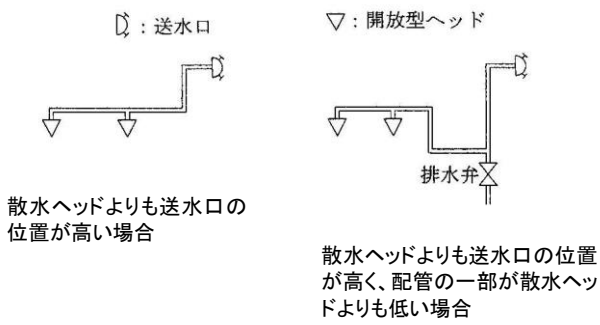 ：送水口
：開放型ヘッド
散水ヘッドよりも送水口の
位置が高い場合
排水弁
散水ヘッドよりも送水口の位置
が高く、配管の一部が散水ヘッ
ドよりも低い場合